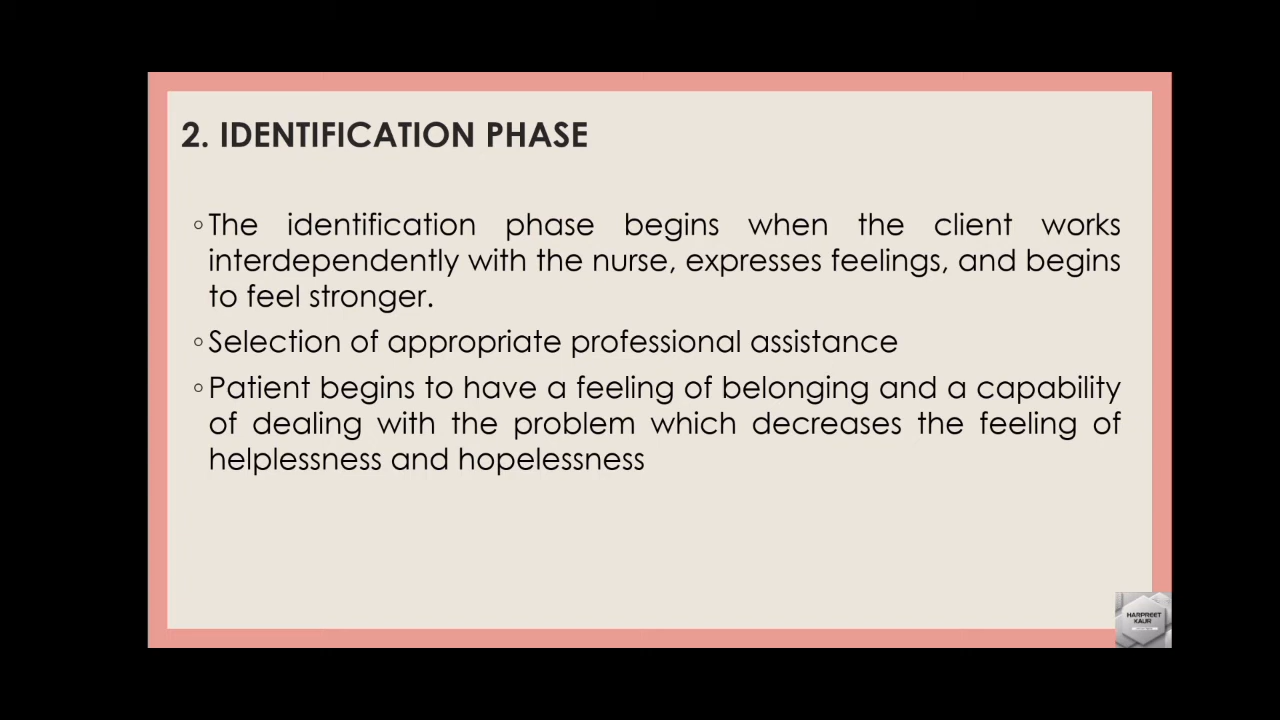 2. IDENTIFICATION PHASE
◦The identification phase begins when the client works
interdependently with the nurse, expresses feelings, and begins
to feel stronger.
◦Selection of appropriate professional assistance
◦Patient begins to have a feeling of belonging and a capability
of dealing with the problem which decreases the feeling of
helplessness and hopelessness
HARPREET
KAUR